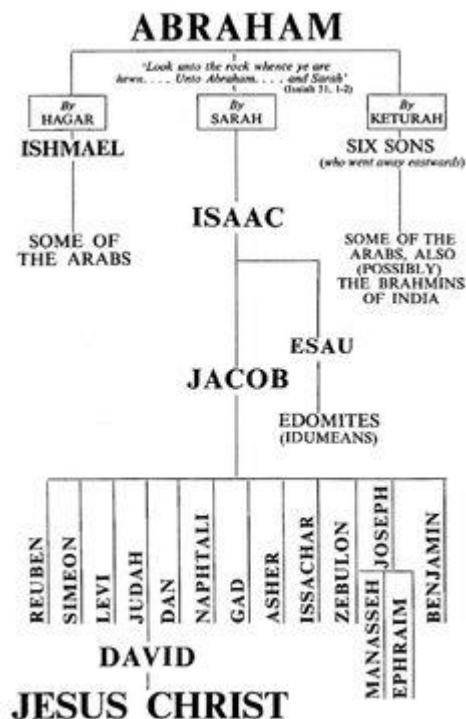 ABRAHAM
'Look unto the rock whence ye are
hewn. . . . Unto Abraham. . . . and Sarah'
(Isaiah 51, 1-2)
By
HAGAR
By
SARAH
By
KETURAH
ISHMAEL
SIX SONS
(who went away eastwards)
ISAAC
SOME OF
THE ARABS
SOME OF THE
ARABS, ALSO
(POSSIBLY)
THE BRAHMINS
OF INDIA
ESAU
JACOB
EDOMITES
(IDUMEANS)
REUBEN
SIMEON
LEVI
JUDAH
DAN
NAPHTALI
GAD
ASHER
ISSACHAR
ZEBULON
JOSEPH
MANASSEH
EPHRAIM
BENJAMIN
DAVID
JESUS CHRIST